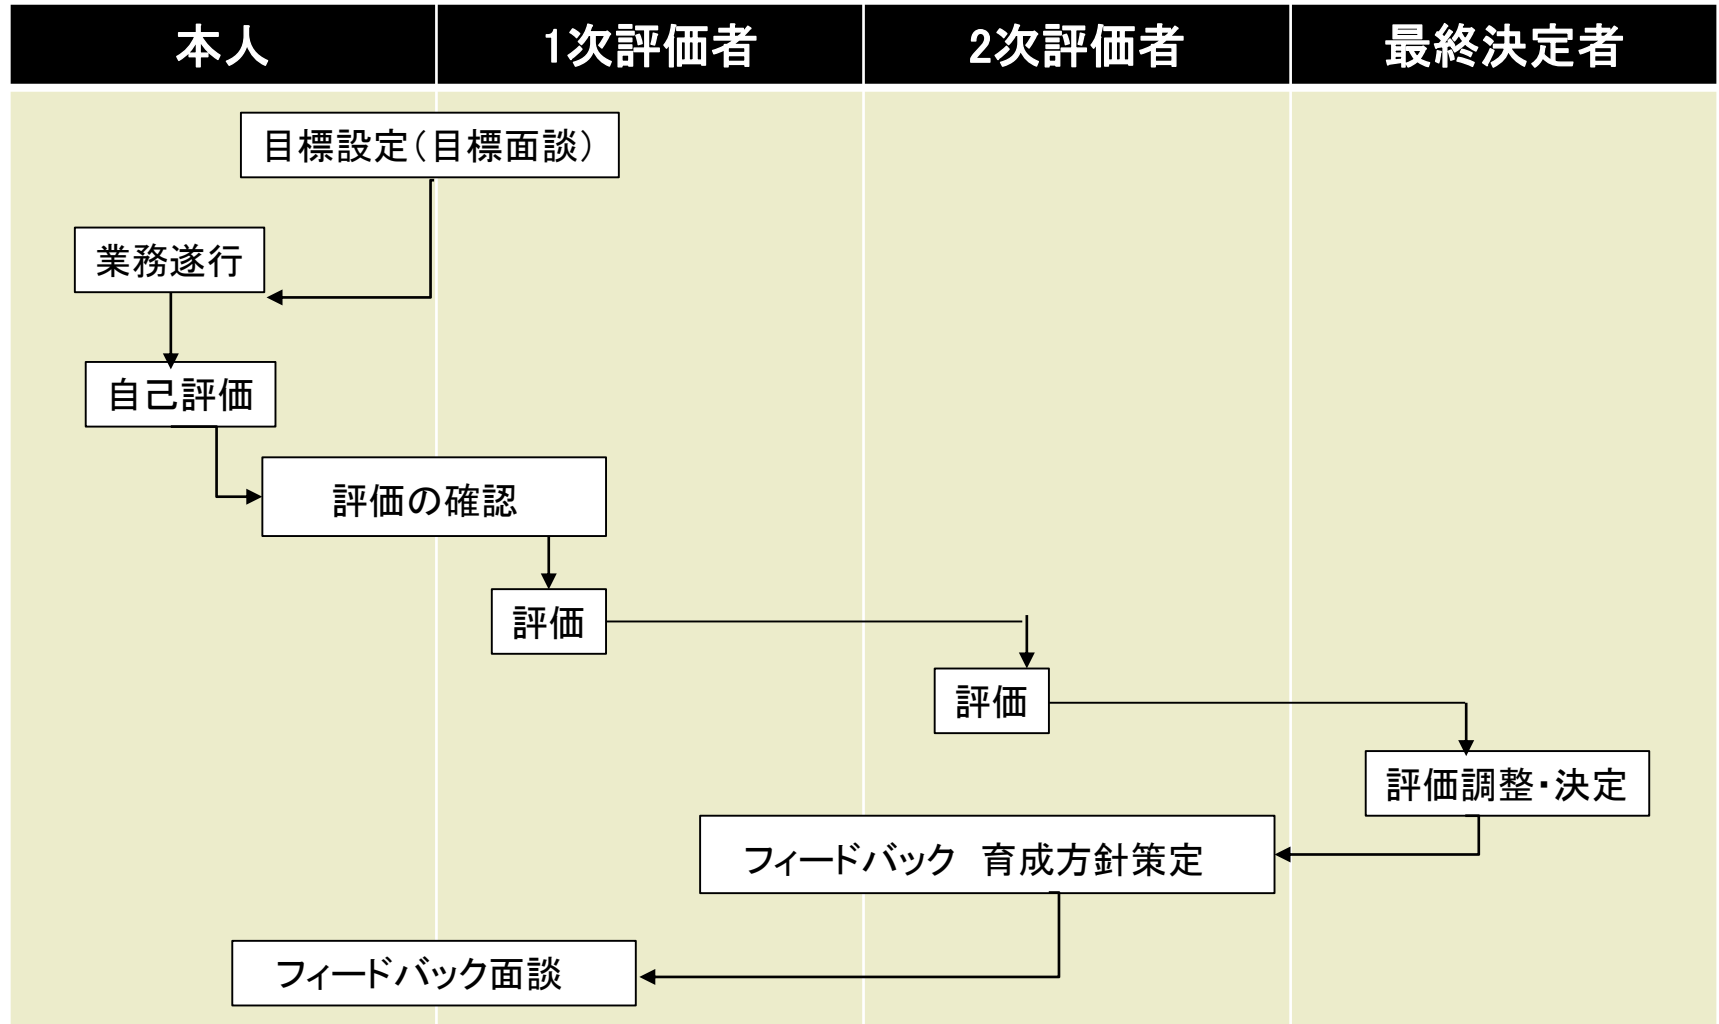 本人
1次評価者
2次評価者
最終決定者
目標設定(目標面談)
業務遂行
自己評価
評価の確認
評価
評価
評価調整・決定
フィードバック 育成方針策定
フィードバック面談